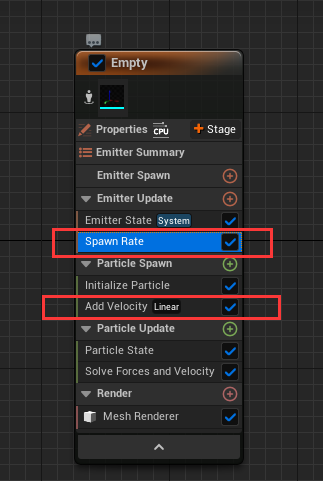 Empty
Properties CPU + Stage
Emitter Summary
Emitter Spawn
Emitter Update
Emitter State System
Spawn Rate
Particle Spawn
Initialize Particle
Add Velocity Linear
Particle Update
Particle State
Solve Forces and Velocity
Render
Mesh Renderer